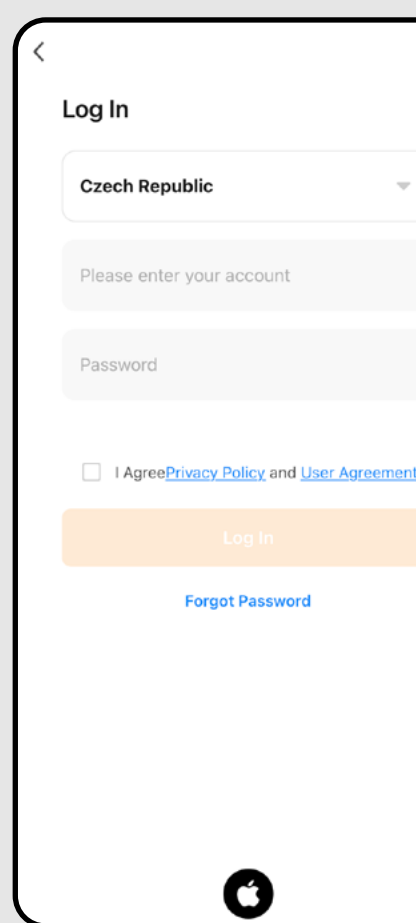 Log In
Czech Republic
Please enter your account
Password
I AgreePrivacy Policy and User Agreement
Log In
Forgot Password